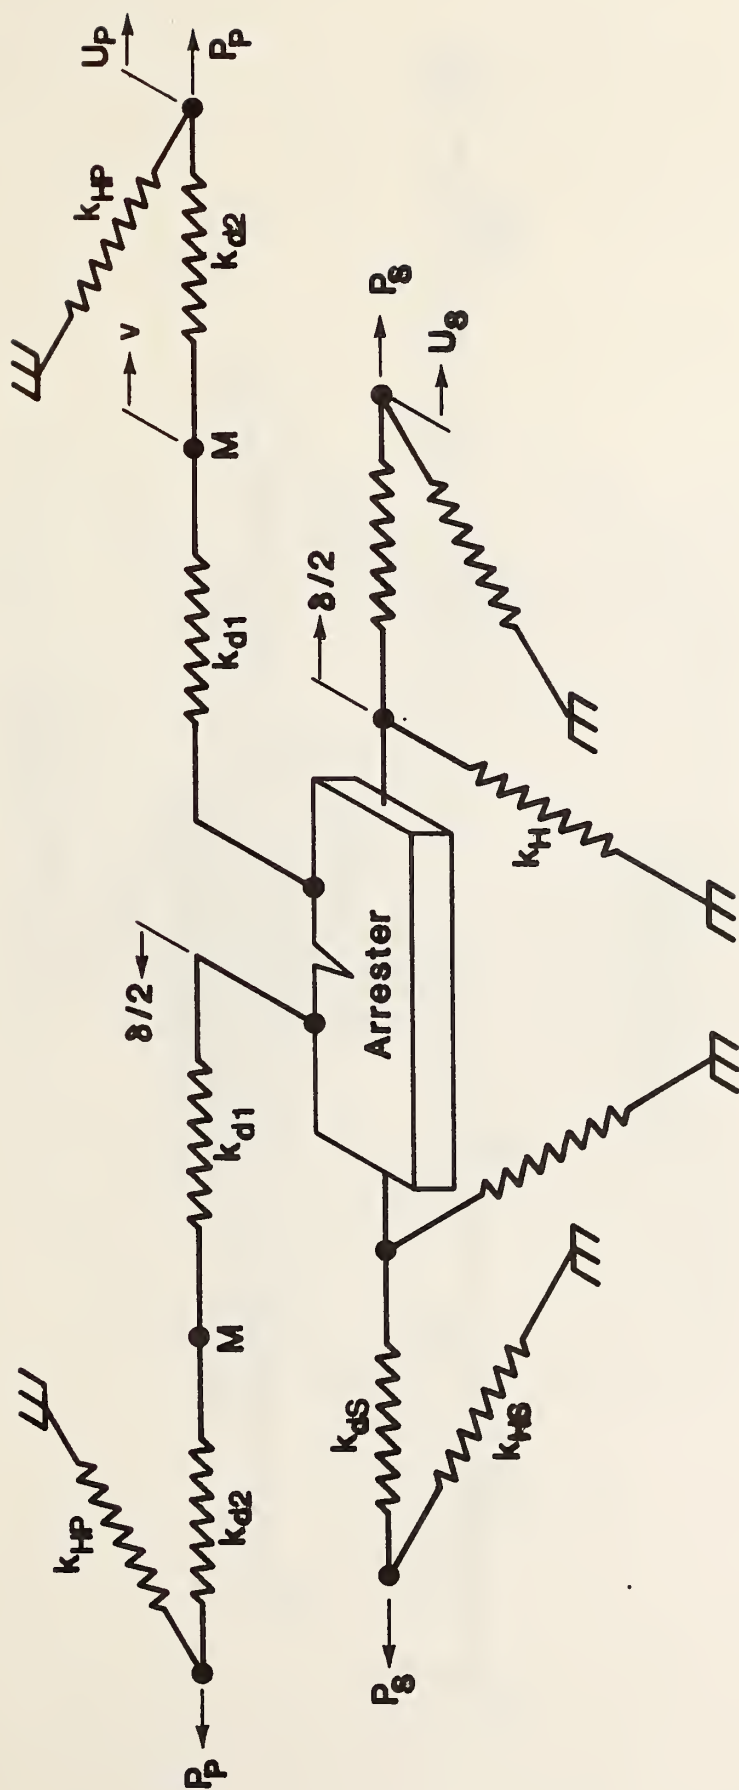 k_HP
k_HP
U_P
δ/2
v
P_P
k_d2
M
k_d1
k_d1
M
k_d2
P_P
δ/2
P_S
k_dS
Arrester
P_S
U_S
k_HS
k_H